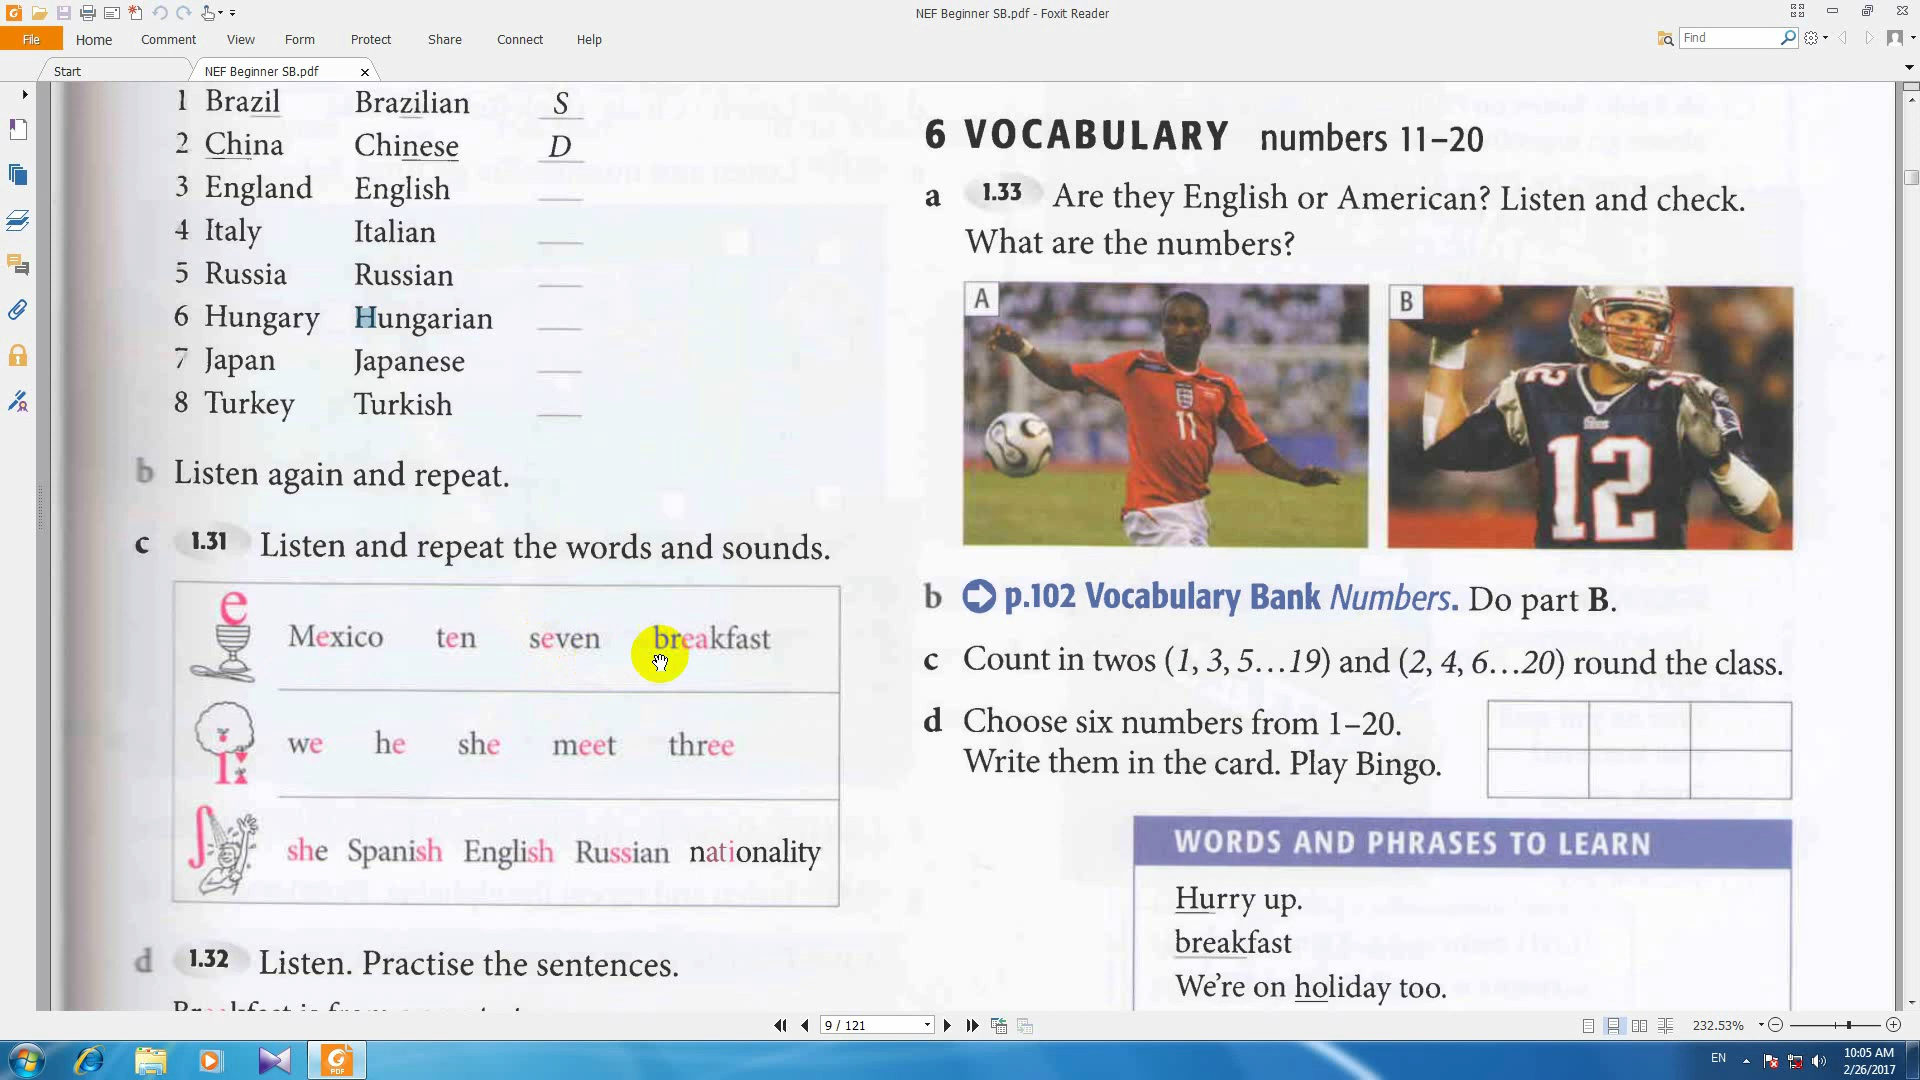 NEF Beginner SB.pdf - Foxit Reader
File Home Comment View Form Protect Share Connect Help
Find
Start
NEF Beginner SB.pdf
1 Brazil Brazilian S
2 China Chinese D
3 England English
4 Italy Italian
5 Russia Russian
6 Hungary Hungarian
7 Japan Japanese
8 Turkey Turkish
b Listen again and repeat.
c 1.31 Listen and repeat the words and sounds.
e
Mexico ten seven breakfast
we he she meet three
ʃ
she Spanish English Russian nationality
d 1.32 Listen. Practise the sentences.
6 VOCABULARY numbers 11–20
a 1.33 Are they English or American? Listen and check.
What are the numbers?
A
11
B
12
12
b p.102 Vocabulary Bank Numbers. Do part B.
c Count in twos (1, 3, 5…19) and (2, 4, 6…20) round the class.
d Choose six numbers from 1–20.
Write them in the card. Play Bingo.
WORDS AND PHRASES TO LEARN
Hurry up.
breakfast
We're on holiday too.
9 / 121
232.53%
PDF
EN
10:05 AM
2/26/2017